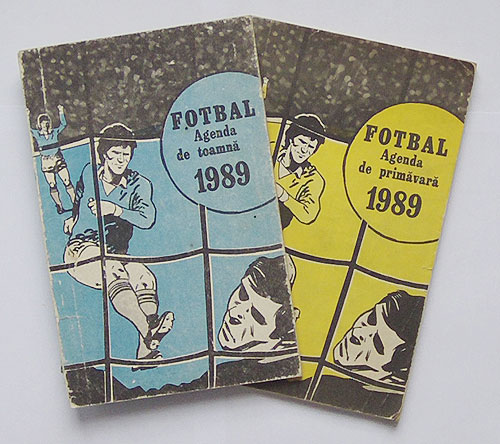 FOTBAL
Agenda
de toamnă
1989
FOTBAL
Agenda
de primăvară
1989